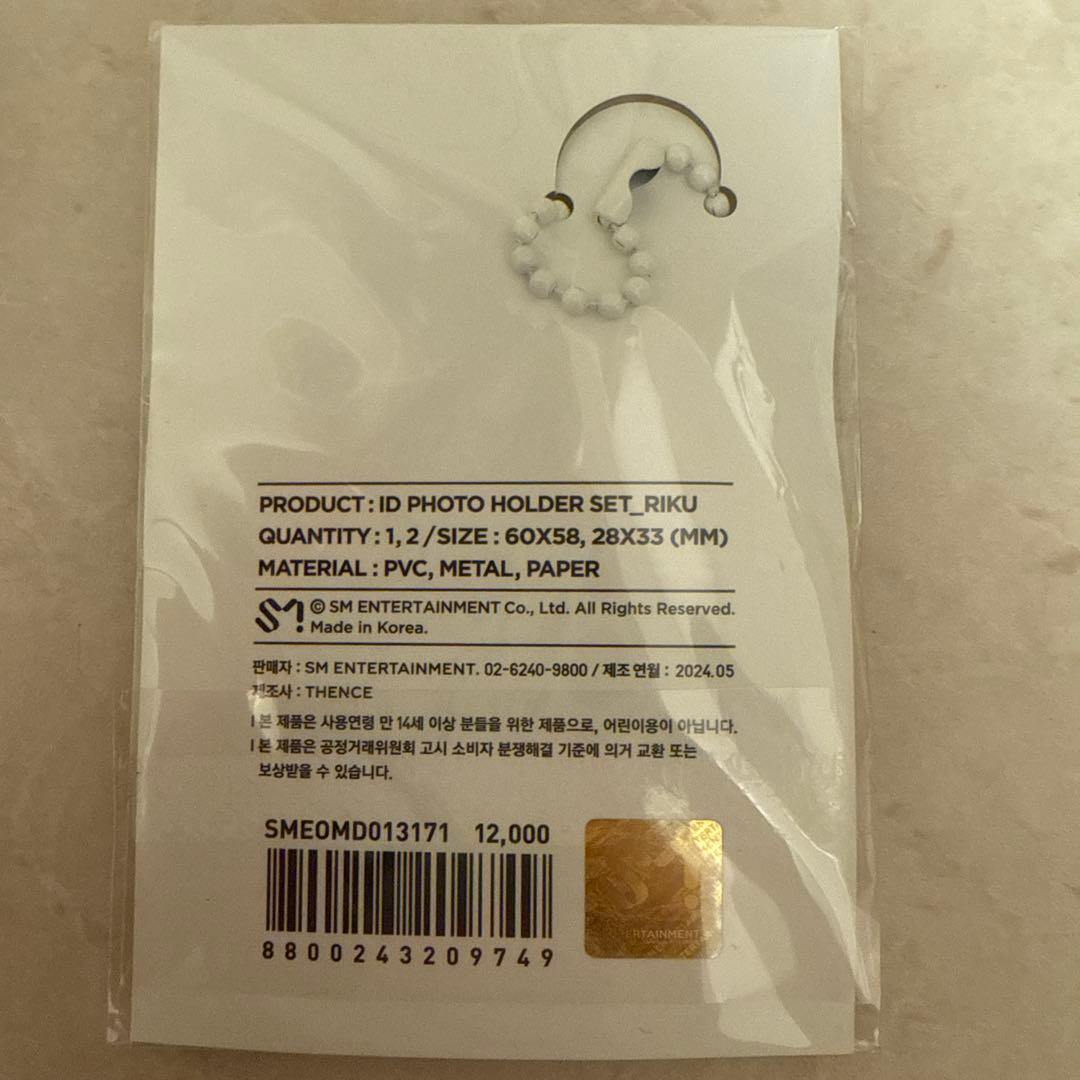 PRODUCT : ID PHOTO HOLDER SET_RIKU
QUANTITY : 1, 2 / SIZE : 60X58, 28X33 (MM)
MATERIAL : PVC, METAL, PAPER
SM! © SM ENTERTAINMENT Co., Ltd. All Rights Reserved.
Made in Korea.
판매자 : SM ENTERTAINMENT. 02-6240-9800 / 제조연월 : 2024.05
제조사 : THENCE
I 본 제품은 사용연령 만 14세 이상 분들을 위한 제품으로, 어린이용이 아닙니다.
I 본 제품은 공정거래위원회 고시 소비자 분쟁해결 기준에 의거 교환 또는
보상받을 수 있습니다.
SMEOMD013171 12,000
8800243209749